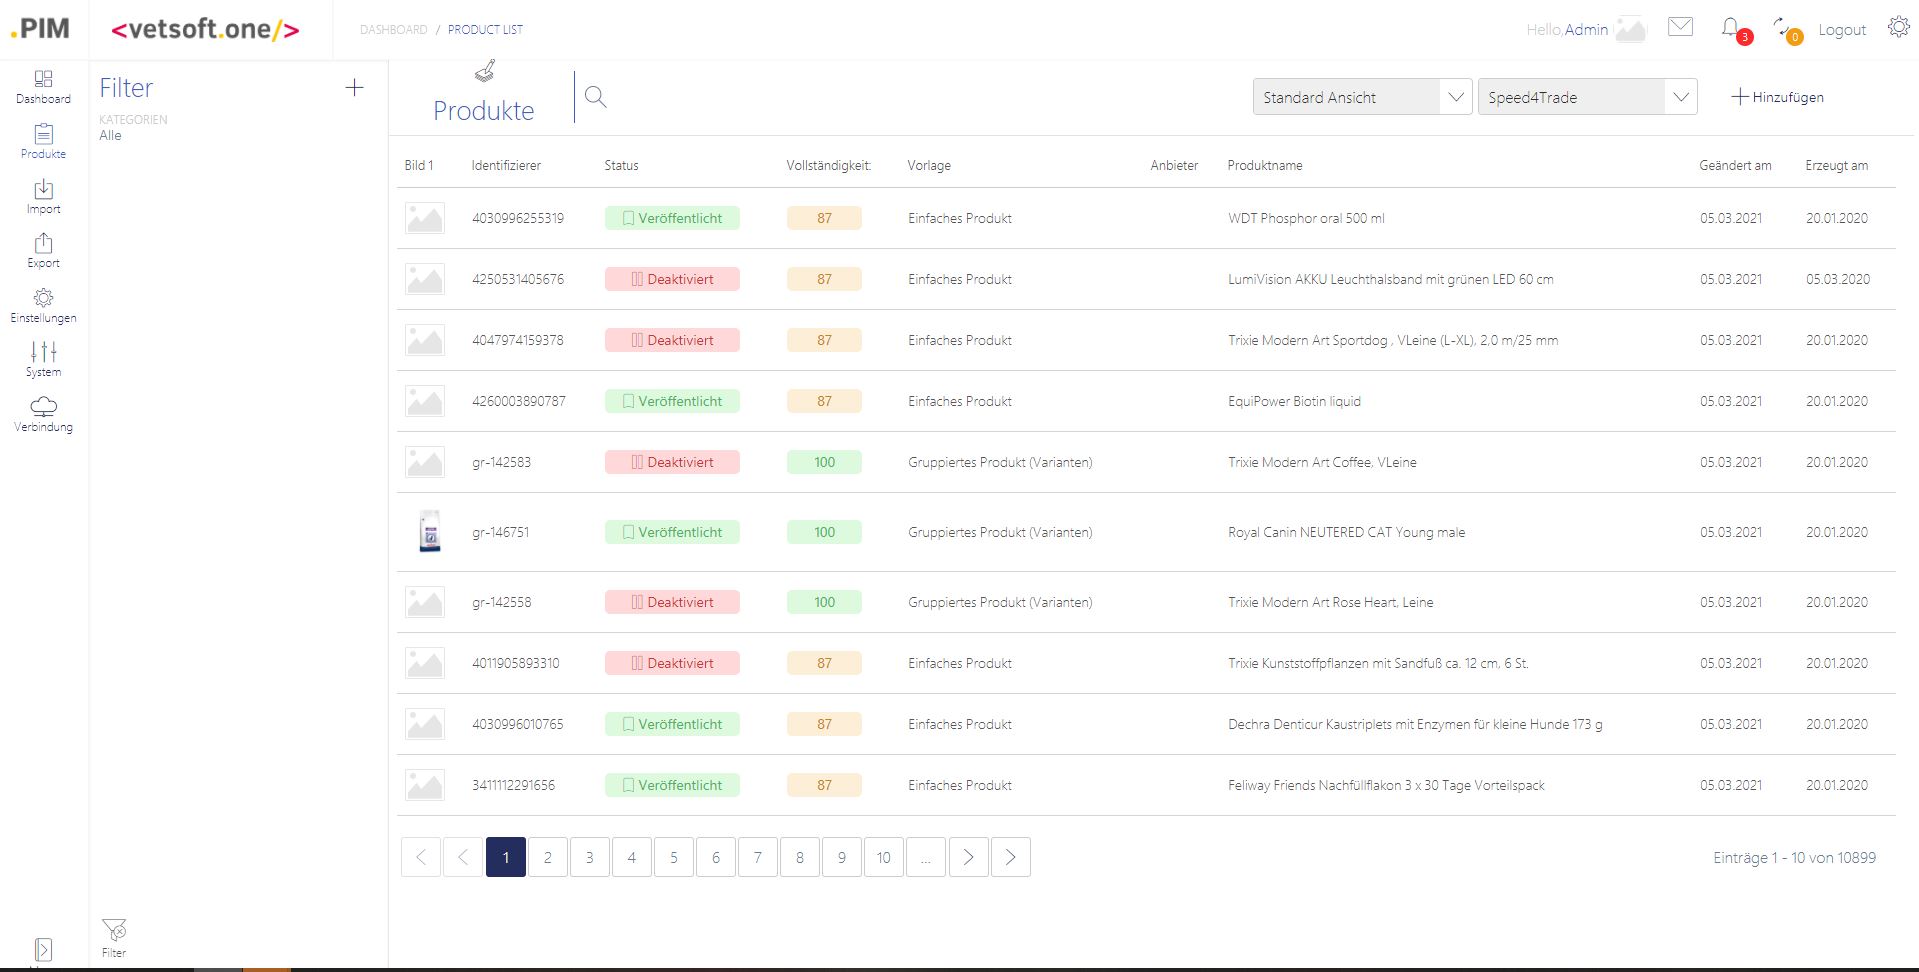 .PIM
<vetsoft.one/>
DASHBOARD / PRODUCT LIST
Hello, Admin
3
0
Logout
Dashboard
Produkte
Import
Export
Einstellungen
System
Verbindung
Filter
KATEGORIEN
Alle
Filter
Produkte
Standard Ansicht
Speed4Trade
Hinzufügen
Bild 1 Identifizierer Status Vollständigkeit: Vorlage Anbieter Produktname Geändert am Erzeugt am
4030996255319 Veröffentlicht 87 Einfaches Produkt WDT Phosphor oral 500 ml 05.03.2021 20.01.2020
4250531405676 Deaktiviert 87 Einfaches Produkt LumiVision AKKU Leuchthalsband mit grünen LED 60 cm 05.03.2021 05.03.2020
4047974159378 Deaktiviert 87 Einfaches Produkt Trixie Modern Art Sportdog , VLeine (L-XL), 2,0 m/25 mm 05.03.2021 20.01.2020
4260003890787 Veröffentlicht 87 Einfaches Produkt EquiPower Biotin liquid 05.03.2021 20.01.2020
gr-142583 Deaktiviert 100 Gruppiertes Produkt (Varianten) Trixie Modern Art Coffee, VLeine 05.03.2021 20.01.2020
gr-146751 Veröffentlicht 100 Gruppiertes Produkt (Varianten) Royal Canin NEUTERED CAT Young male 05.03.2021 20.01.2020
gr-142558 Deaktiviert 100 Gruppiertes Produkt (Varianten) Trixie Modern Art Rose Heart, Leine 05.03.2021 20.01.2020
4011905893310 Deaktiviert 87 Einfaches Produkt Trixie Kunststoffpflanzen mit Sandfuß ca. 12 cm, 6 St. 05.03.2021 20.01.2020
4030996010765 Veröffentlicht 87 Einfaches Produkt Dechra Denticur Kaustriplets mit Enzymen für kleine Hunde 173 g 05.03.2021 20.01.2020
3411112291656 Veröffentlicht 87 Einfaches Produkt Feliway Friends Nachfüllflakon 3 x 30 Tage Vorteilspack 05.03.2021 20.01.2020
1 2 3 4 5 6 7 8 9 10 ...
Einträge 1 - 10 von 10899